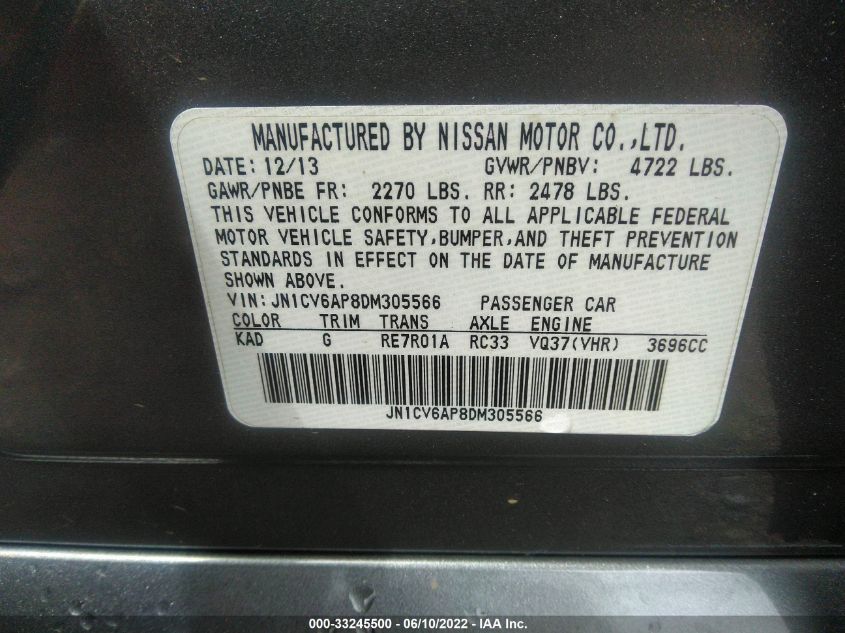 MANUFACTURED BY NISSAN MOTOR CO.,LTD.
DATE: 12/13 GVWR/PNBV: 4722 LBS.
GAWR/PNBE FR: 2270 LBS. RR: 2478 LBS.
THIS VEHICLE CONFORMS TO ALL APPLICABLE FEDERAL
MOTOR VEHICLE SAFETY,BUMPER,AND THEFT PREVENTION
STANDARDS IN EFFECT ON THE DATE OF MANUFACTURE
SHOWN ABOVE.
VIN: JN1CV6AP8DM305566 PASSENGER CAR
COLOR TRIM TRANS AXLE ENGINE
KAD G RE7R01A RC33 VQ37(VHR) 3696CC
JN1CV6AP8DM305566
000-33245500 - 06/10/2022 - IAA Inc.